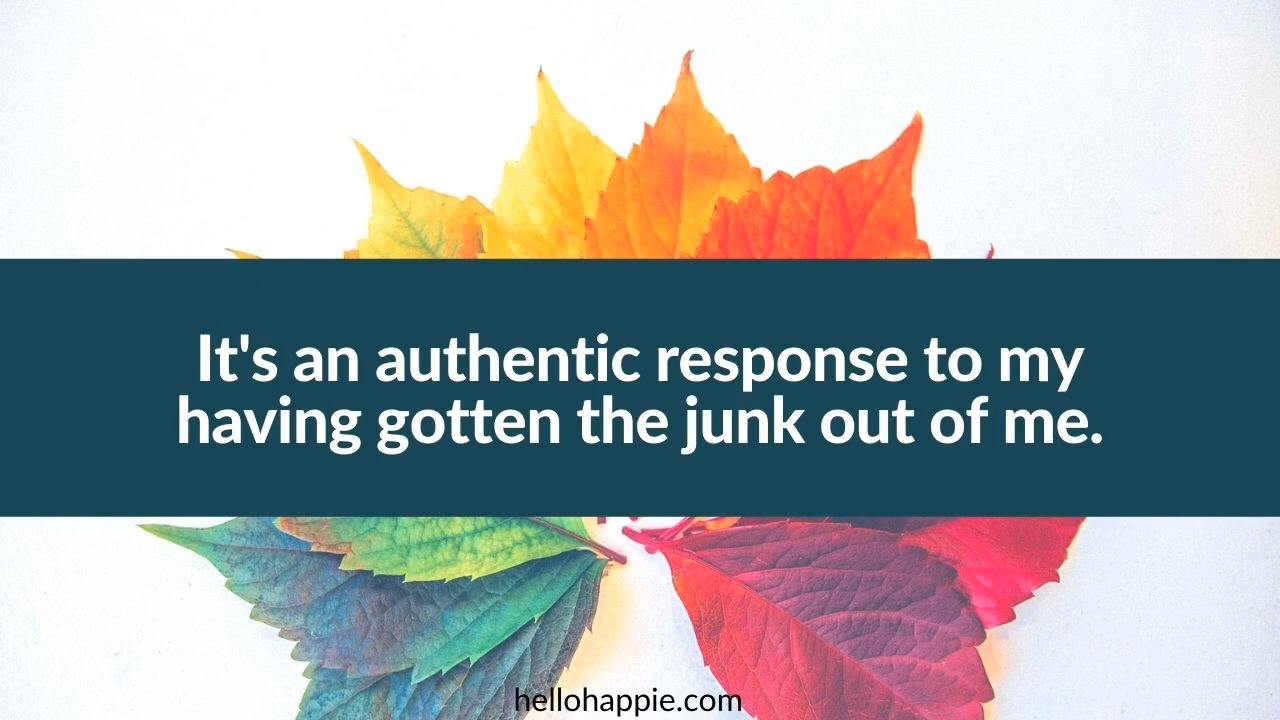 It's an authentic response to my
having gotten the junk out of me.
hellohappie.com